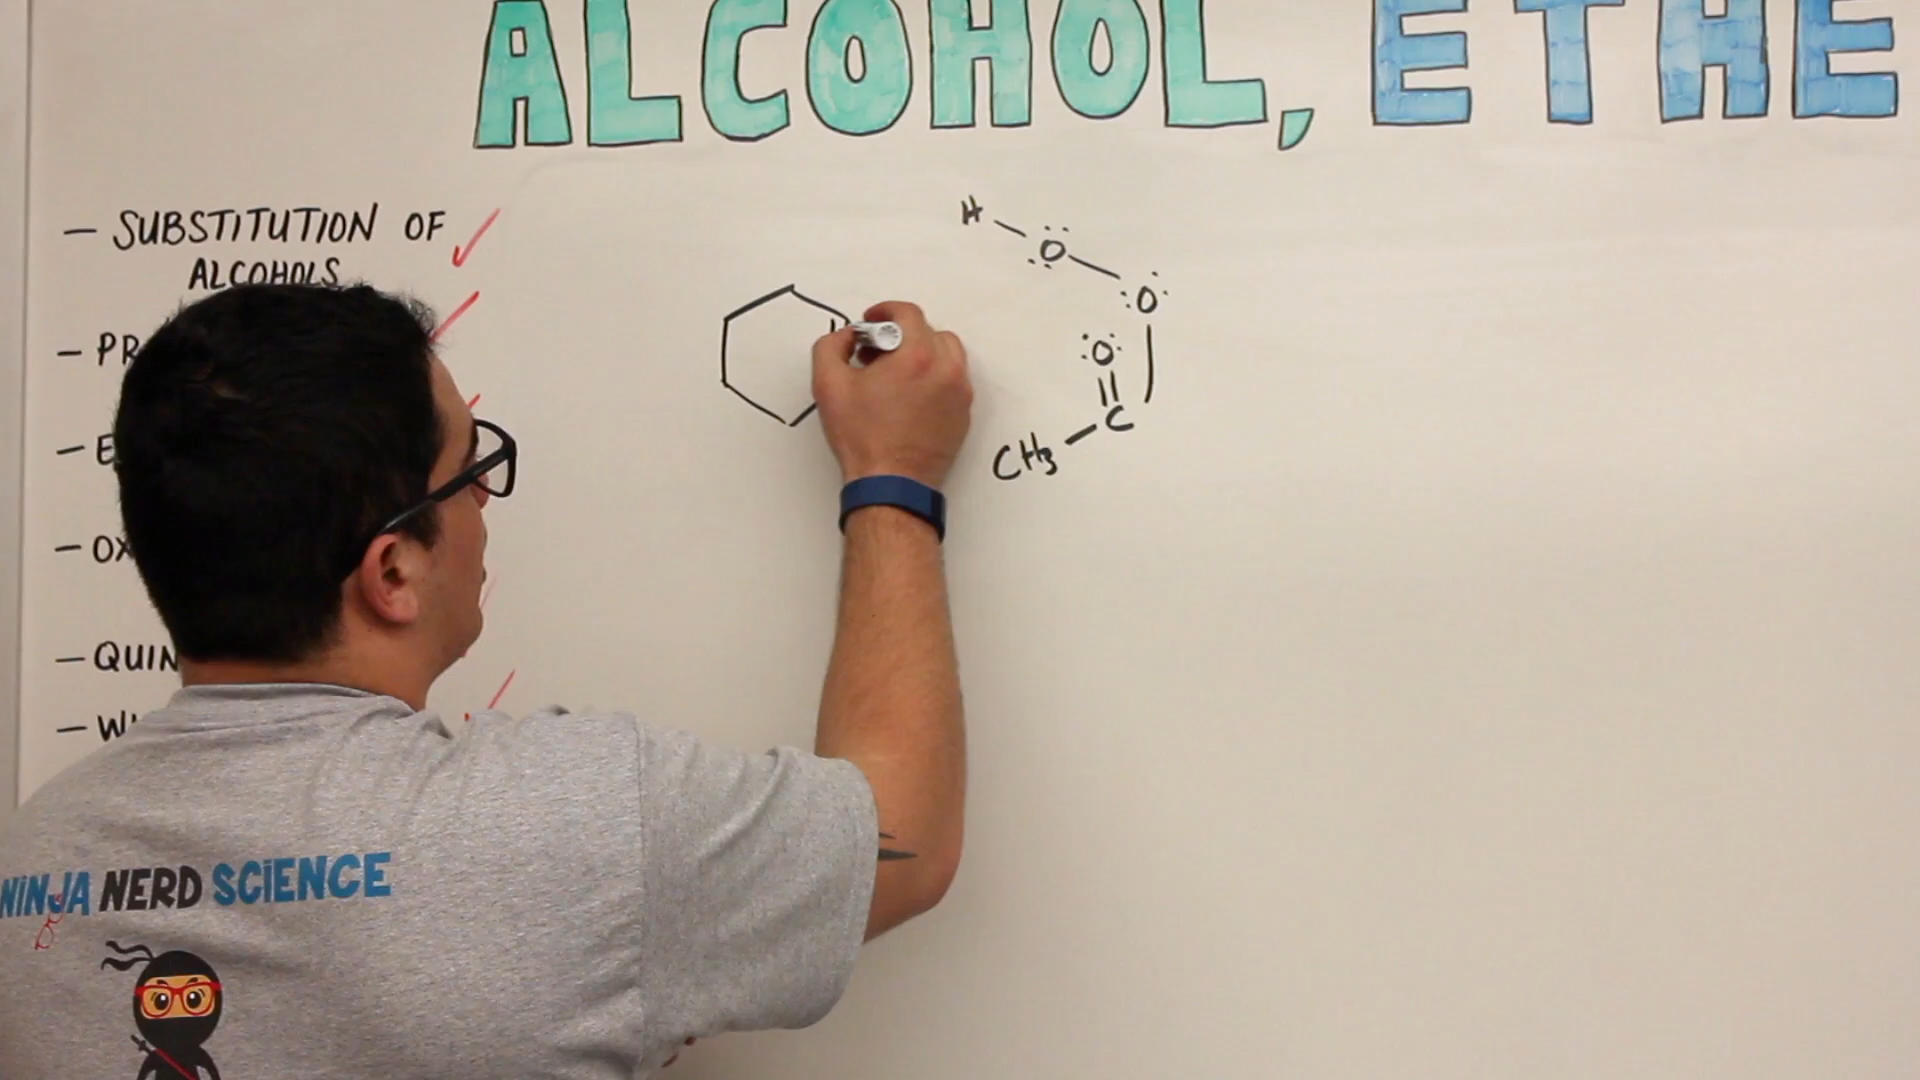 ALCOHOL, ETHE
— SUBSTITUTION OF
ALCOHOLS
— PR
— E
— OX
— QUIN
— W
H
O
O
O
C
CH3
NINJA NERD SCIENCE